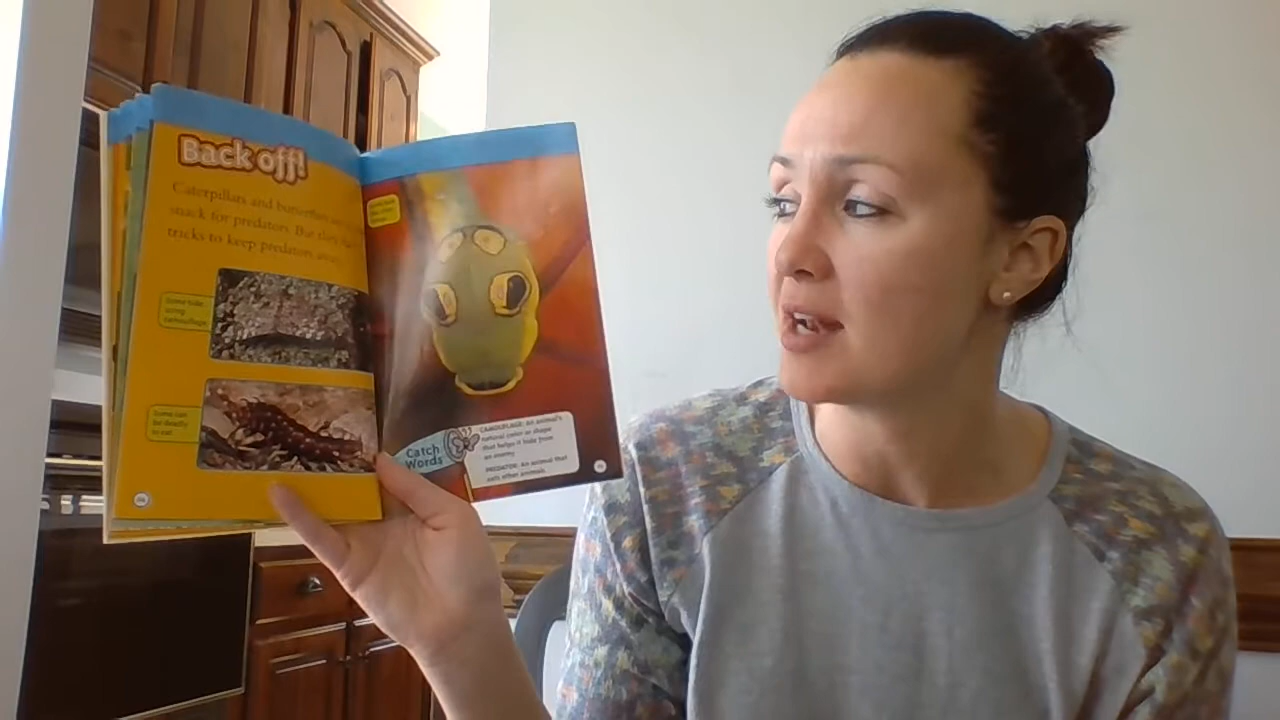 Back off!
Caterpillars and butterflies
snack for predators. But they
tricks to keep predators away
Some hide
using
camouflage.
Some can
be deadly
to eat.
Catch
Words
CAMOUFLAGE: An animal's
natural color or shape
that helps it hide from
an enemy
PREDATOR: An animal that
eats other animals